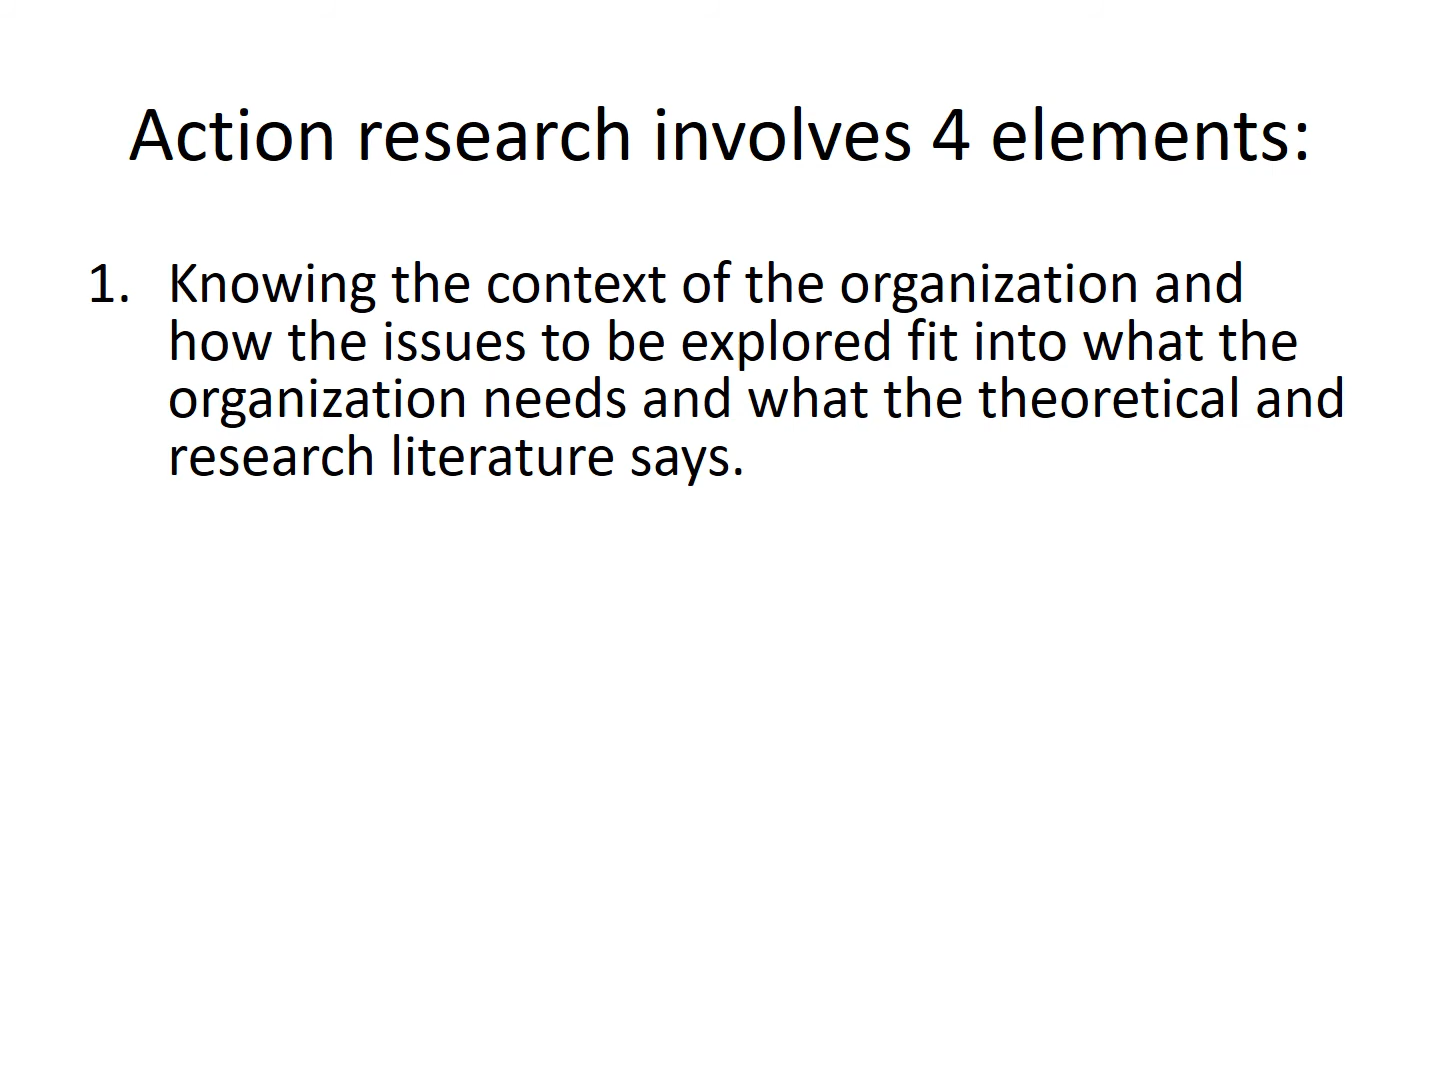 Action research involves 4 elements:
1. Knowing the context of the organization and
how the issues to be explored fit into what the
organization needs and what the theoretical and
research literature says.